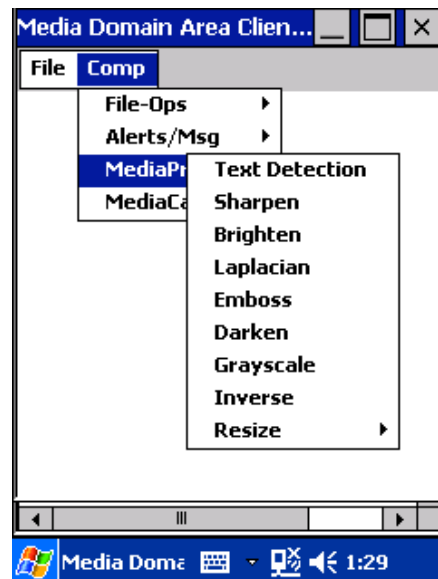 Media Domain Area Clien...
File Comp
File-Ops
Alerts/Msg
MediaPr
MediaCa
Text Detection
Sharpen
Brighten
Laplacian
Emboss
Darken
Grayscale
Inverse
Resize
Media Doma 1:29